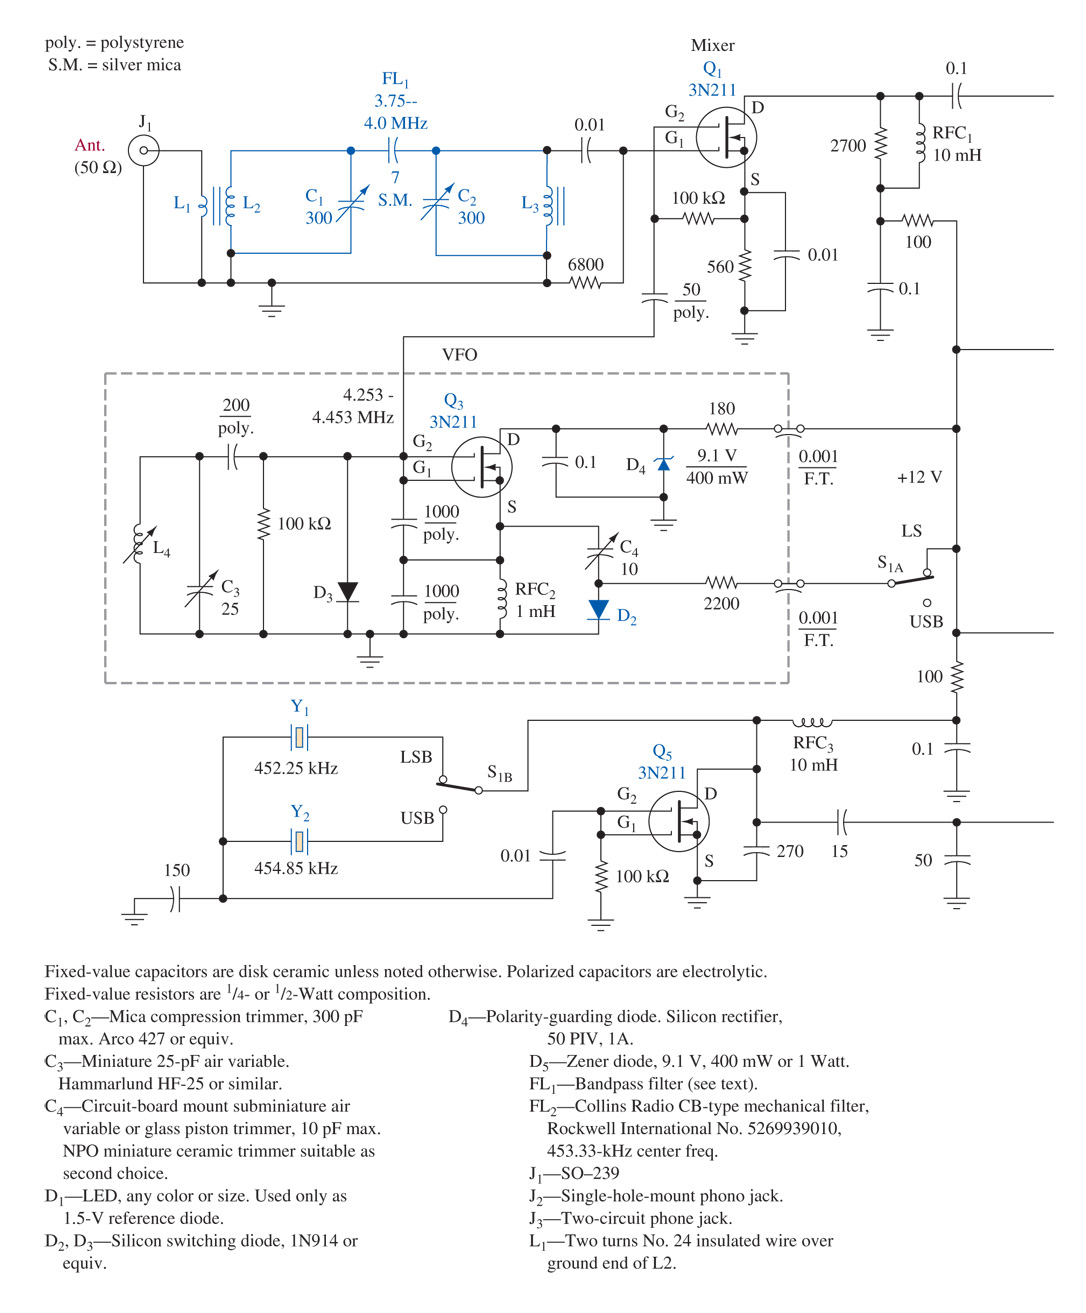 poly. = polystyrene
S.M. = silver mica
Mixer
Q1
3N211
FL1
3.75--
4.0 MHz
J1
Ant.
(50 Ω)
L1
L2
C1
300
7
S.M.
C2
300
L3
0.01
6800
G2
G1
D
S
100 kΩ
560
0.01
50
poly.
2700
RFC1
10 mH
0.1
100
0.1
VFO
4.253 -
4.453 MHz
200
poly.
Q3
3N211
G2
G1
D
S
0.1
D4
9.1 V
400 mW
180
0.001
F.T.
+12 V
L4
C3
25
100 kΩ
D3
1000
poly.
1000
poly.
RFC2
1 mH
C4
10
D2
2200
0.001
F.T.
LS
S1A
USB
100
0.1
Y1
452.25 kHz
Y2
454.85 kHz
LSB
S1B
USB
150
0.01
Q5
3N211
G2
G1
D
S
100 kΩ
RFC3
10 mH
270
15
50
Fixed-value capacitors are disk ceramic unless noted otherwise. Polarized capacitors are electrolytic.
Fixed-value resistors are 1/4- or 1/2-Watt composition.
C1, C2—Mica compression trimmer, 300 pF
max. Arco 427 or equiv.
C3—Miniature 25-pF air variable.
Hammarlund HF-25 or similar.
C4—Circuit-board mount subminiature air
variable or glass piston trimmer, 10 pF max.
NPO miniature ceramic trimmer suitable as
second choice.
D1—LED, any color or size. Used only as
1.5-V reference diode.
D2, D3—Silicon switching diode, 1N914 or
equiv.
D4—Polarity-guarding diode. Silicon rectifier,
50 PIV, 1A.
D5—Zener diode, 9.1 V, 400 mW or 1 Watt.
FL1—Bandpass filter (see text).
FL2—Collins Radio CB-type mechanical filter,
Rockwell International No. 5269939010,
453.33-kHz center freq.
J1—SO–239
J2—Single-hole-mount phono jack.
J3—Two-circuit phone jack.
L1—Two turns No. 24 insulated wire over
ground end of L2.